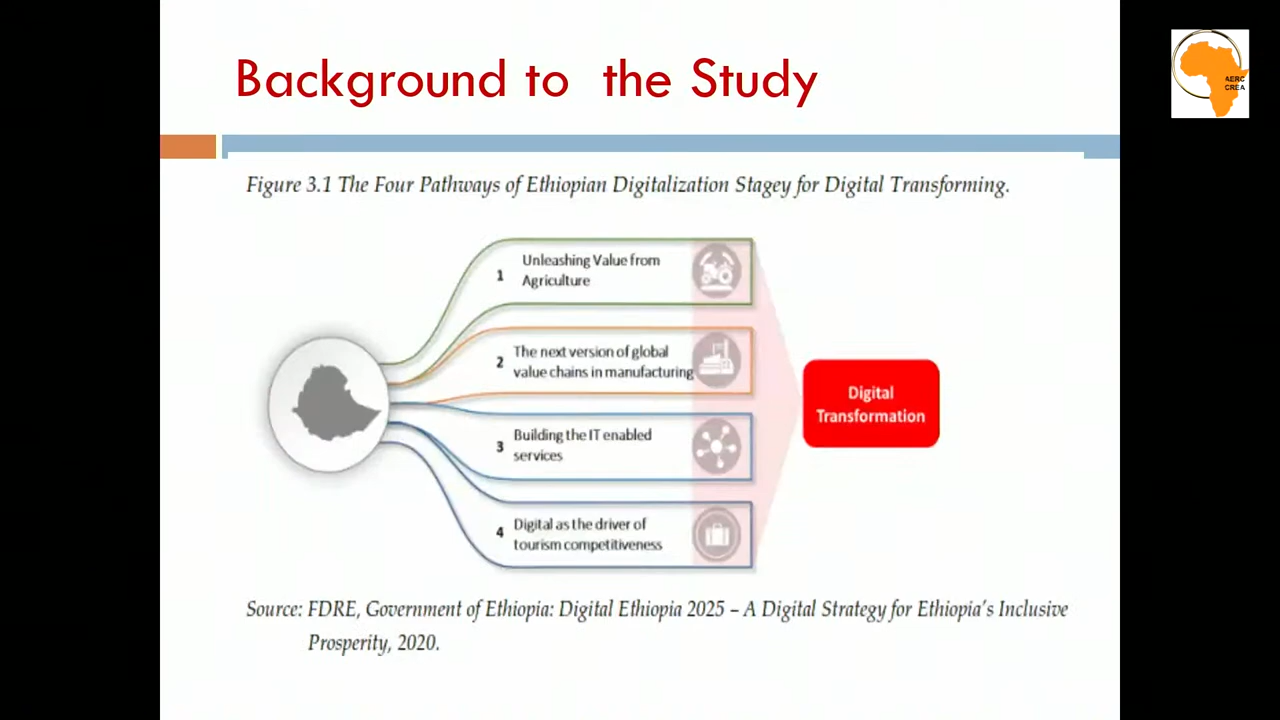 Background to the Study
AERC
CREA
Figure 3.1 The Four Pathways of Ethiopian Digitalization Stagey for Digital Transforming.
1 Unleashing Value from
Agriculture
2 The next version of global
value chains in manufacturing
3 Building the IT enabled
services
4 Digital as the driver of
tourism competitiveness
Digital
Transformation
Source: FDRE, Government of Ethiopia: Digital Ethiopia 2025 – A Digital Strategy for Ethiopia's Inclusive
Prosperity, 2020.